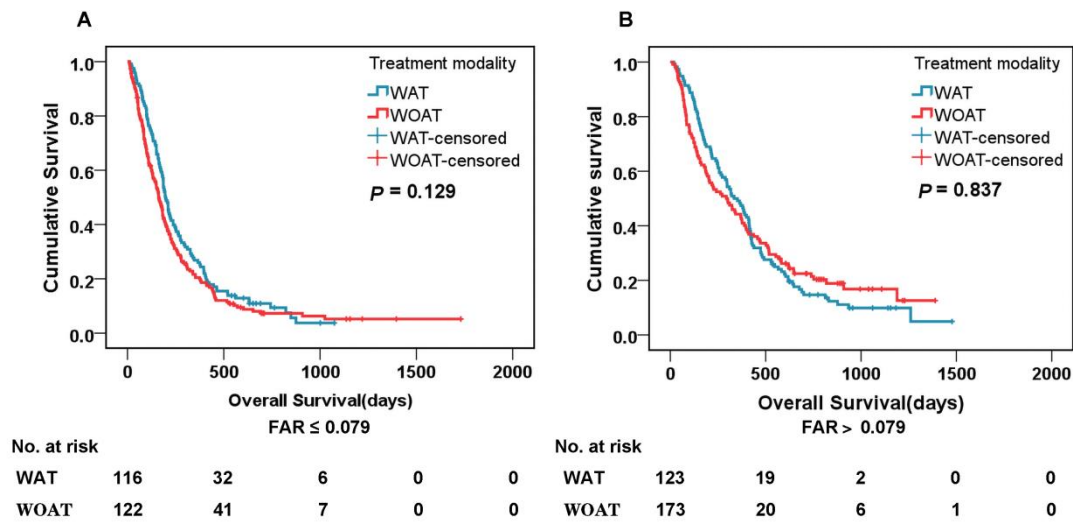 A
Treatment modality
WAT
WOAT
WAT-censored
WOAT-censored
P = 0.129
Cumulative Survival
1.0
0.8
0.6
0.4
0.2
0.0
0 500 1000 1500 2000
Overall Survival(days)
FAR ≤ 0.079
No. at risk
WAT 116 32 6 0 0
WOAT 122 41 7 0 0
B
Treatment modality
WAT
WOAT
WAT-censored
WOAT-censored
P = 0.837
Cumulative survival
1.0
0.8
0.6
0.4
0.2
0.0
0 500 1000 1500 2000
Overall Survival(days)
FAR > 0.079
No. at risk
WAT 123 19 2 0 0
WOAT 173 20 6 1 0